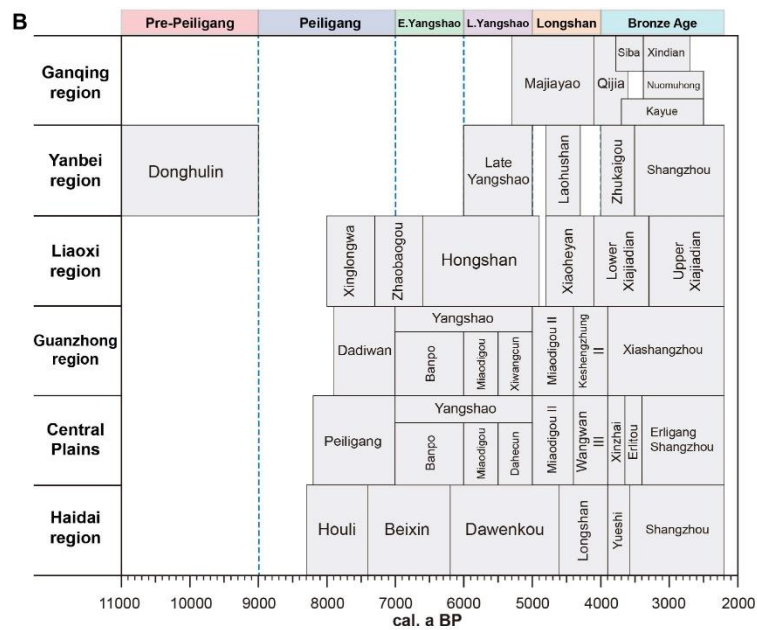 B
Pre-Peiligang Peiligang E.Yangshao L.Yangshao Longshan Bronze Age
Ganqing
region
Majiayao Qijia Siba Xindian
Nuomuhong
Kayue
Yanbei
region
Donghulin
Late
Yangshao
Laohushan
Zhukaigou
Shangzhou
Liaoxi
region
Xinglongwa
Zhaobaogou
Hongshan
Xiaoheyan
Lower
Xiajiadian
Upper
Xiajiadian
Guanzhong
region
Dadiwan
Yangshao
Banpo
Miaodigou
Xiwangcun
Miaodigou II
Keshengzhung
II
Xiashangzhou
Central
Plains
Peiligang
Yangshao
Banpo
Miaodigou
Dahecun
Miaodigou II
Wangwan
III
Xinzhai
Erlitou
Erligang
Shangzhou
Haidai
region
Houli
Beixin
Dawenkou
Longshan
Yueshi
Shangzhou
11000 10000 9000 8000 7000 6000 5000 4000 3000 2000
cal. a BP